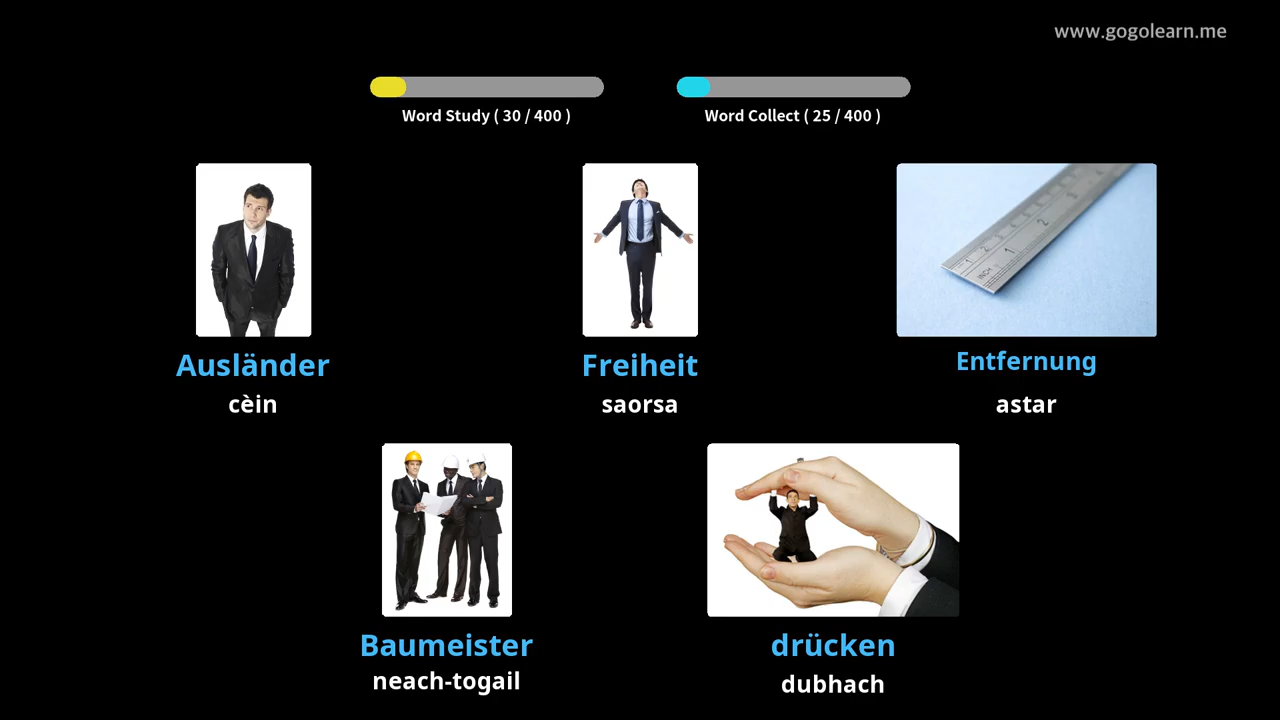 www.gogolearn.me
Word Study ( 30 / 400 )
Word Collect ( 25 / 400 )
Ausländer
Freiheit
Entfernung
cèin
saorsa
astar
Baumeister
drücken
neach-togail
dubhach